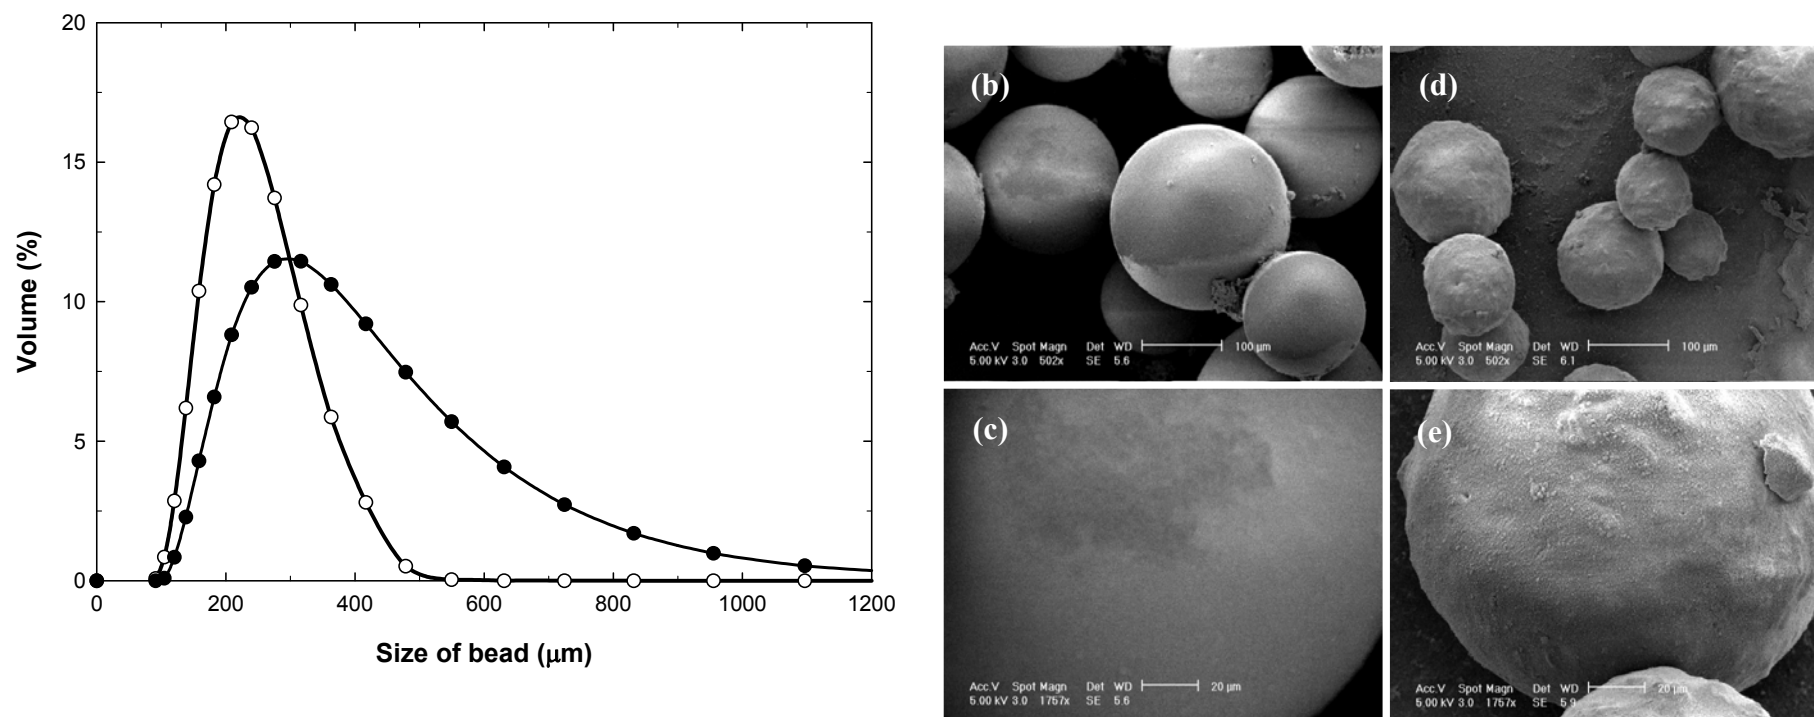 20
15
10
5
0
Volume (%)
0 200 400 600 800 1000 1200
Size of bead (μm)
(b)
Acc.V Spot Magn Det WD 100 μm
5.00 kV 3.0 502x SE 5.6
(d)
Acc.V Spot Magn Det WD 100 μm
5.00 kV 3.0 502x SE 6.1
(c)
Acc.V Spot Magn Det WD 20 μm
5.00 kV 3.0 1757x SE 5.6
(e)
Acc.V Spot Magn Det WD 20 μm
5.00 kV 3.0 1757x SE 5.9